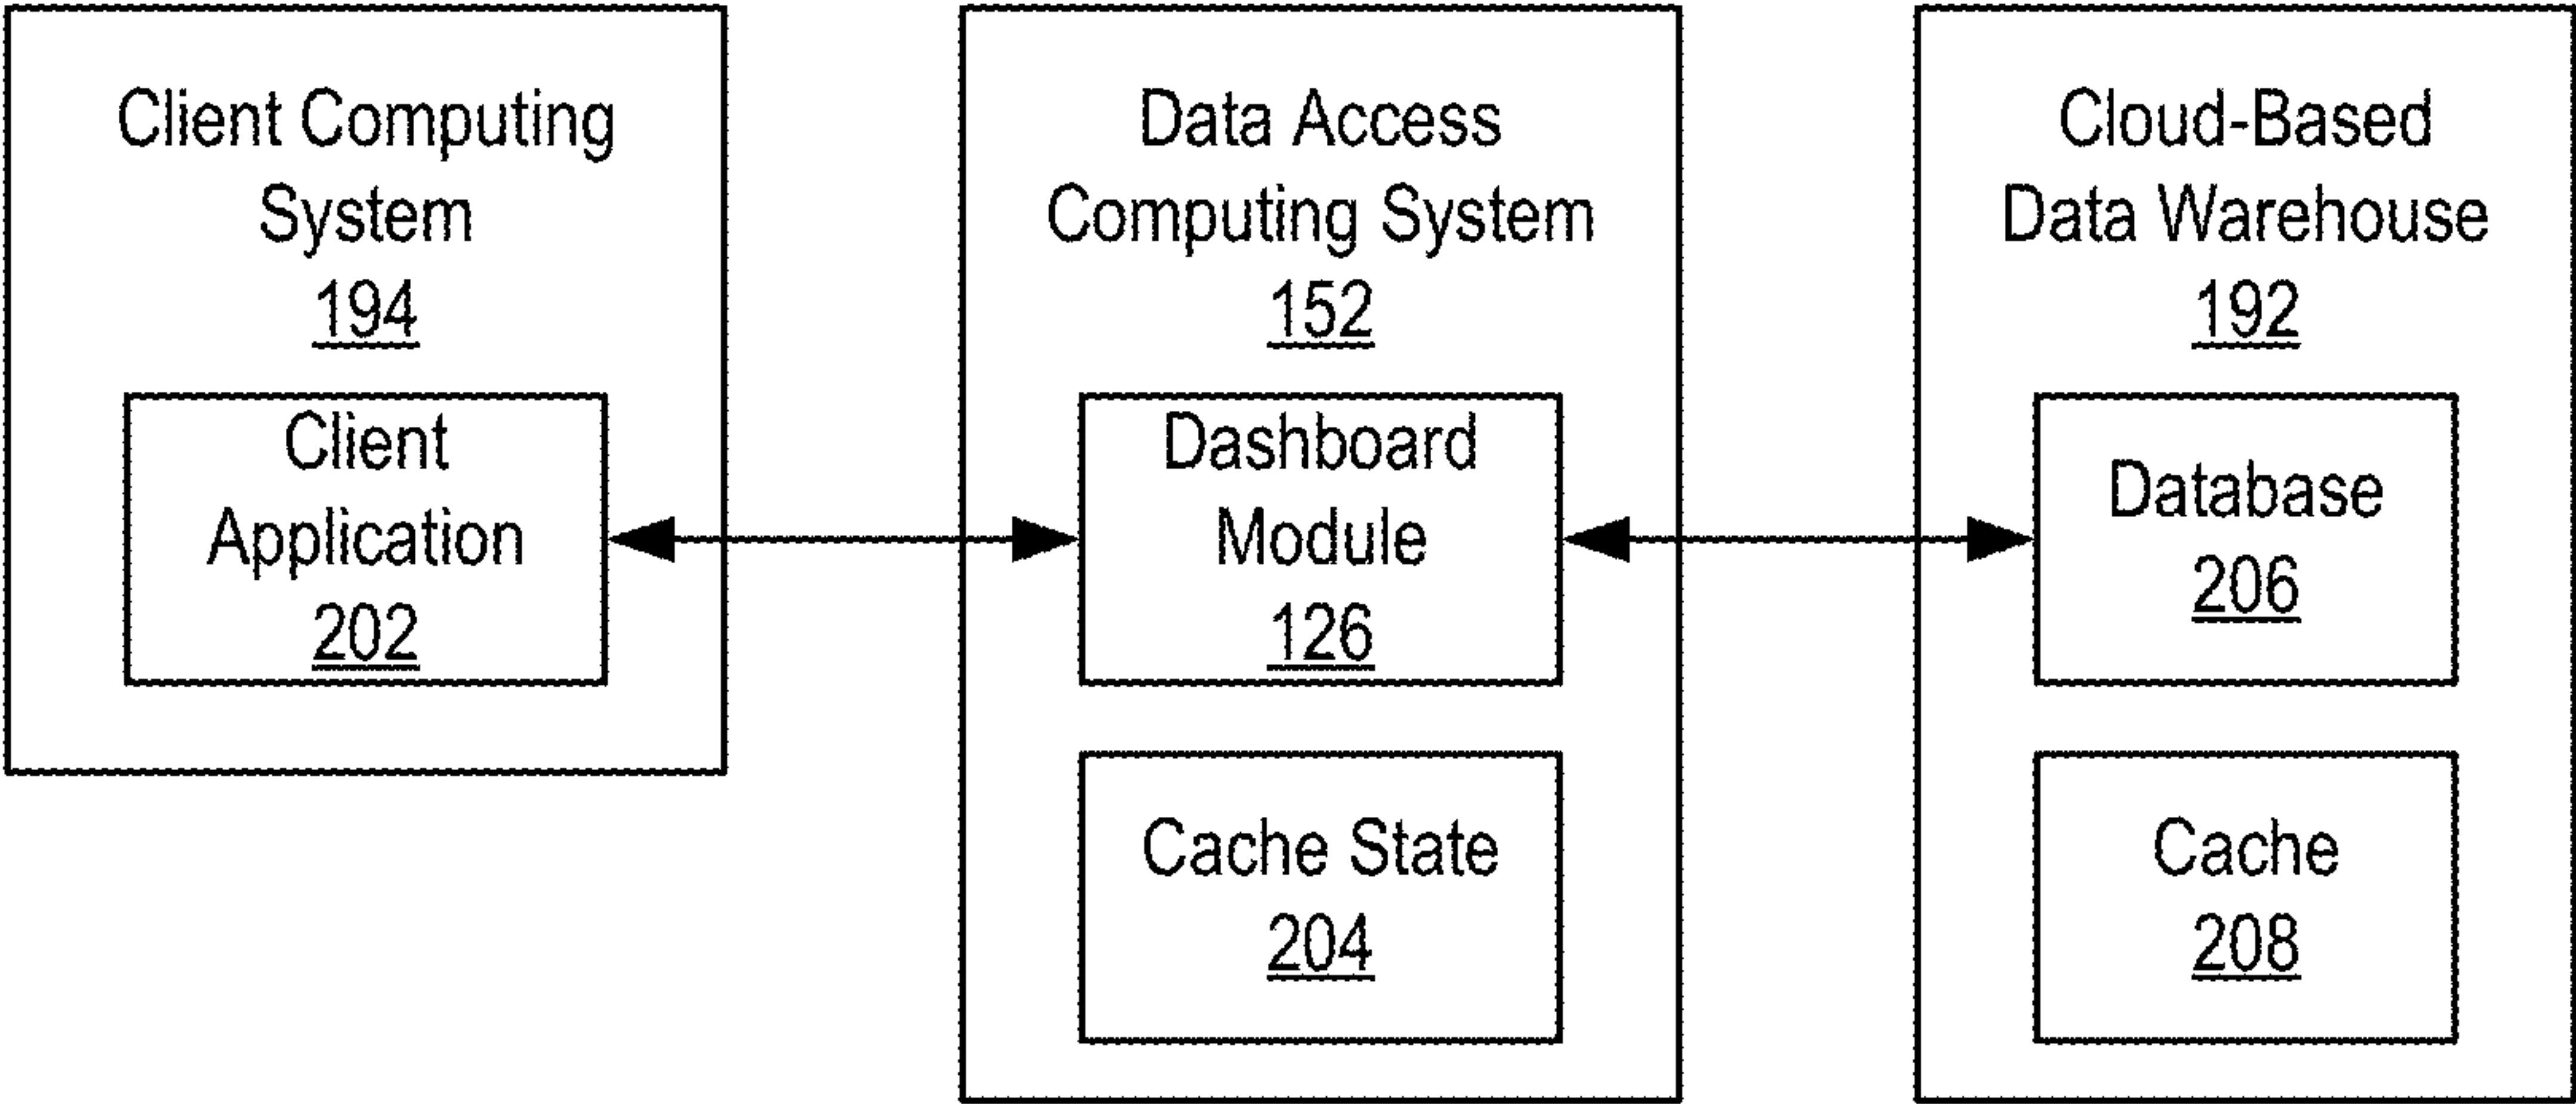 Client Computing
System
194
Client
Application
202
Data Access
Computing System
152
Dashboard
Module
126
Cache State
204
Cloud-Based
Data Warehouse
192
Database
206
Cache
208